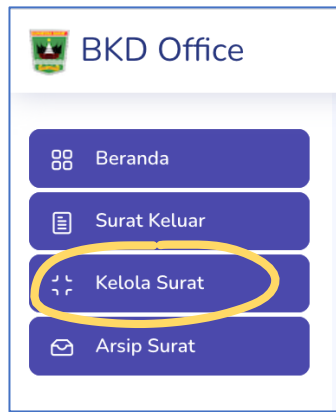 BKD Office
Beranda
Surat Keluar
Kelola Surat
Arsip Surat